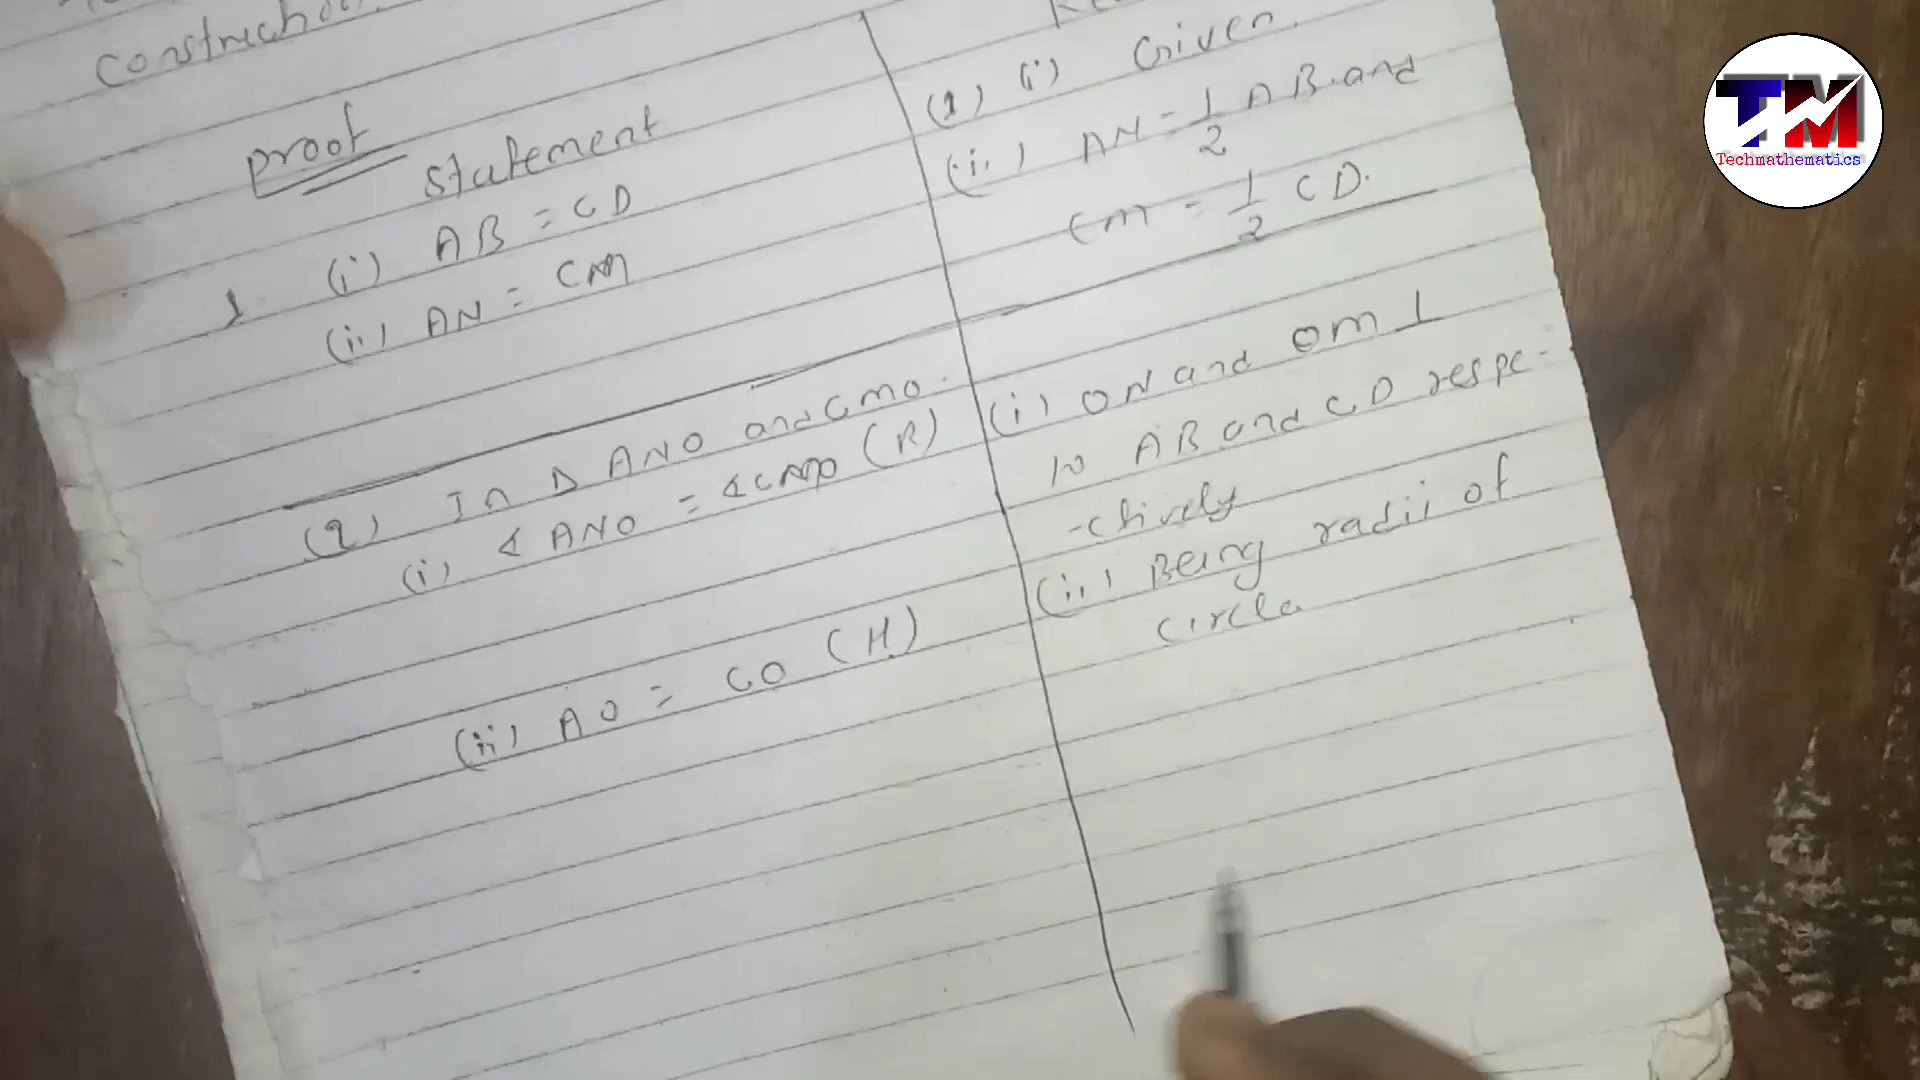 Construction
Proof
Statement
1. (i) AB = CD
(ii) AN = CM
(2) In Δ ANO and CMO.
(i) ∢ ANO = ∢CMO (R)
(ii) AO = CO (H)
(1) (i) Given.
(ii) AN = 1/2 AB and
CM = 1/2 CD.
(i) ON and OM ⊥
to AB and CD respe-
-ctively
(ii) Being radii of
circle
TM
Techmathematics